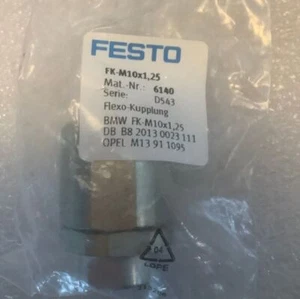 FESTO
FK-M10x1,25
Mat.-Nr.: 6140
Serie: DS43
Flexo-Kupplung
BMW FK-M10x1,25
DB B8 2013 0023 111
OPEL M13 91 1095
04
LDPE